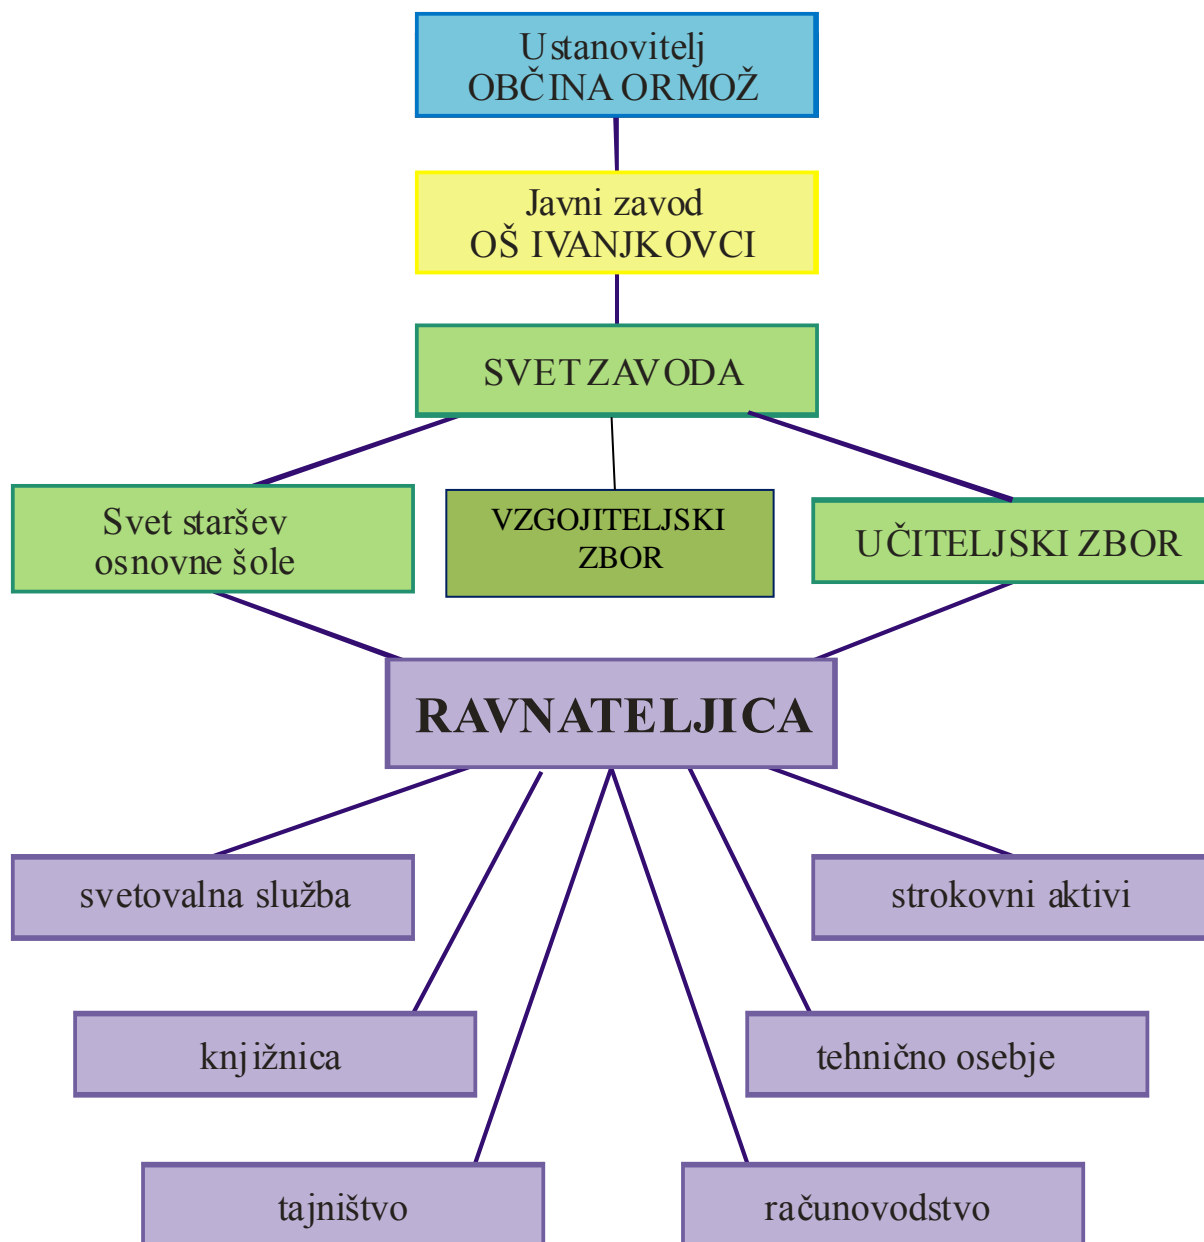 Ustanovitelj
OBČINA ORMOŽ
Javni zavod
OŠ IVANJKOVCI
SVET ZAVODA
Svet staršev
osnovne šole
VZGOJITELJSKI
ZBOR
UČITELJSKI ZBOR
RAVNATELJICA
svetovalna služba
strokovni aktivi
knjižnica
tehnično osebje
tajništvo
računovodstvo